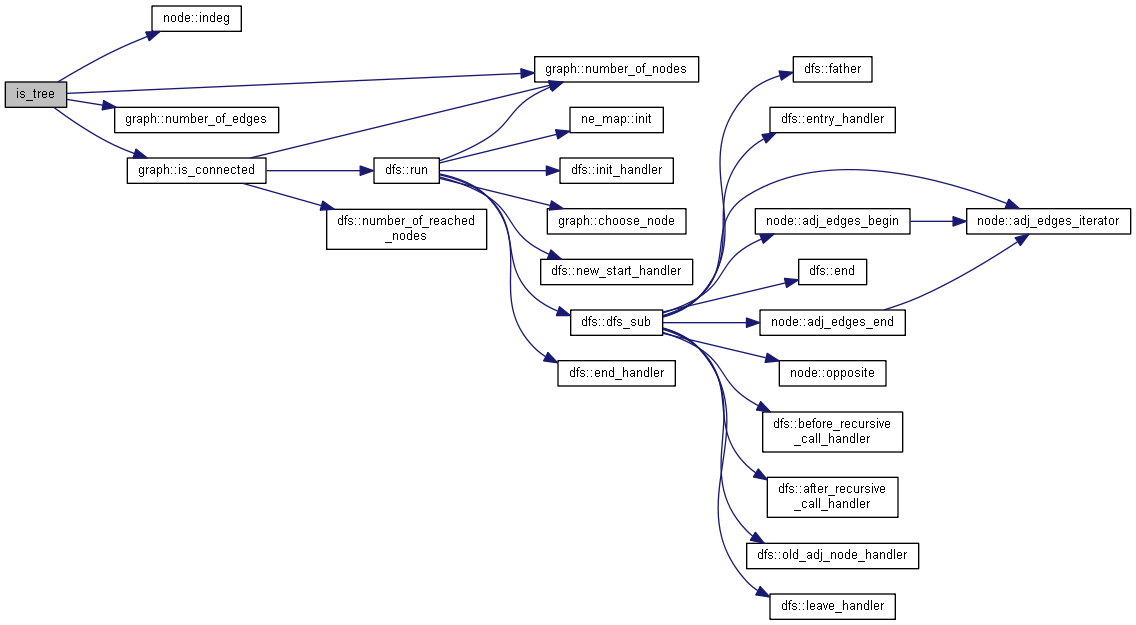 is_tree
node::indeg
graph::number_of_edges
graph::is_connected
dfs::number_of_reached
_nodes
dfs::run
graph::number_of_nodes
ne_map::init
dfs::init_handler
graph::choose_node
dfs::new_start_handler
dfs::dfs_sub
dfs::end_handler
dfs::father
dfs::entry_handler
node::adj_edges_begin
dfs::end
node::adj_edges_end
node::opposite
dfs::before_recursive
_call_handler
dfs::after_recursive
_call_handler
dfs::old_adj_node_handler
dfs::leave_handler
node::adj_edges_iterator